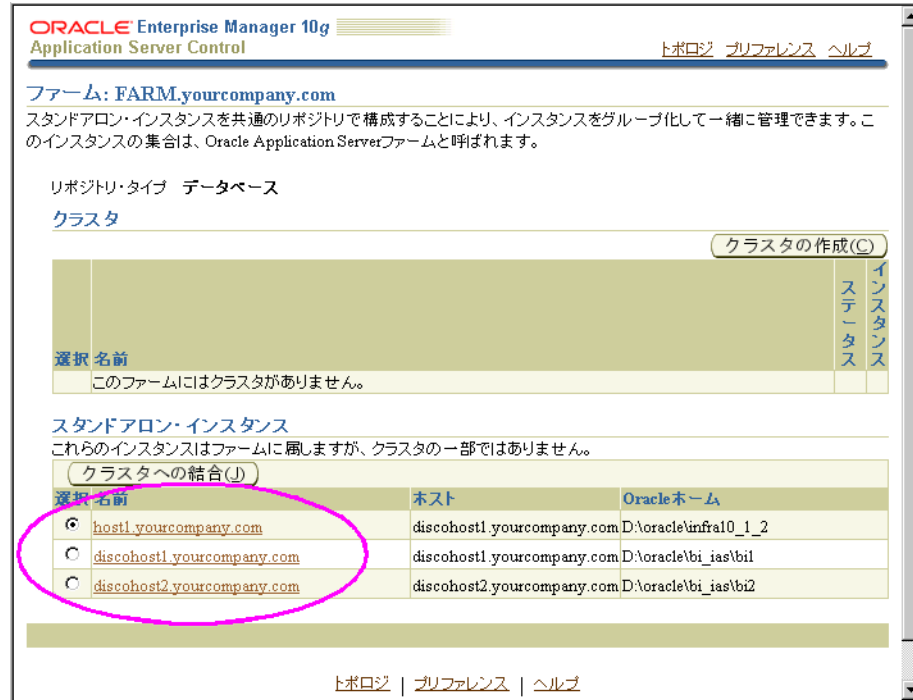 ORACLE Enterprise Manager 10g
Application Server Control
トポロジ プリファレンス ヘルプ
ファーム: FARM.yourcompany.com
スタンドアロン・インスタンスを共通のリポジトリで構成することにより、インスタンスをグループ化して一緒に管理できます。こ
のインスタンスの集合は、Oracle Application Serverファームと呼ばれます。
リポジトリ・タイプ データベース
クラスタ
クラスタの作成(C)
選択 名前 ステータス インスタンス
このファームにはクラスタがありません。
スタンドアロン・インスタンス
これらのインスタンスはファームに属しますが、クラスタの一部ではありません。
クラスタへの結合(J)
選択 名前 ホスト Oracleホーム
host1.yourcompany.com discohost1.yourcompany.com D:\oracle\infra10_1_2
discohost1.yourcompany.com discohost1.yourcompany.com D:\oracle\bi_ias\bi1
discohost2.yourcompany.com discohost2.yourcompany.com D:\oracle\bi_ias\bi2
トポロジ | プリファレンス | ヘルプ